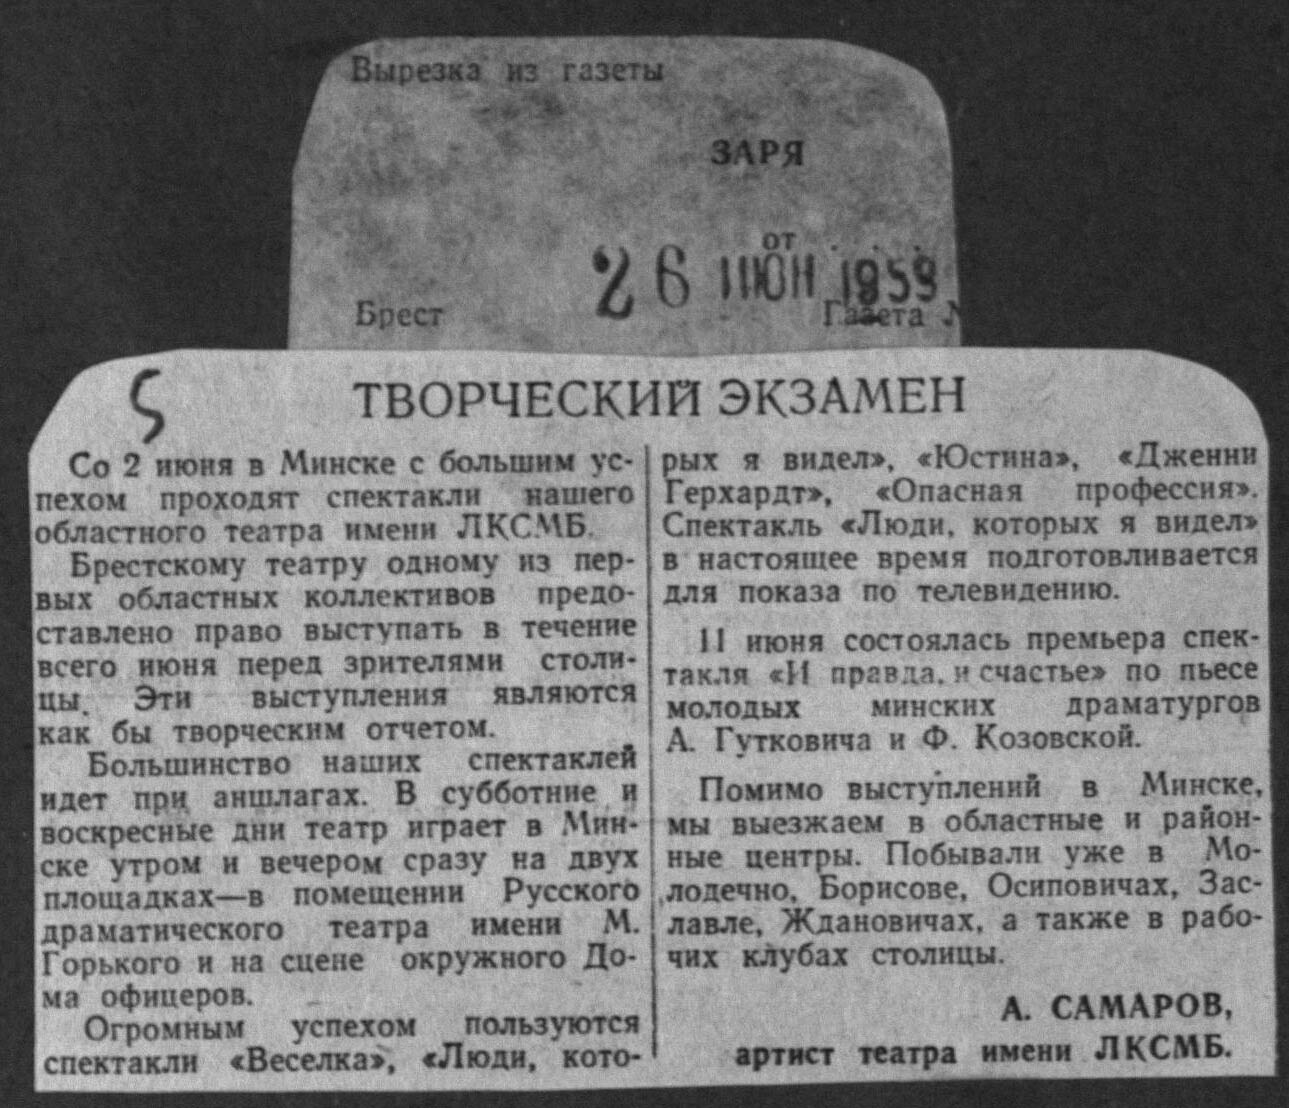 Вырезка из газеты
ЗАРЯ
от
26 ИЮН 1959
Брест
Газета №
5
ТВОРЧЕСКИЙ ЭКЗАМЕН
Со 2 июня в Минске с большим ус-
пехом проходят спектакли нашего
областного театра имени ЛКСМБ.
Брестскому театру одному из пер-
вых областных коллективов предо-
ставлено право выступать в течение
всего июня перед зрителями столи-
цы. Эти выступления являются
как бы творческим отчетом.
Большинство наших спектаклей
идет при аншлагах. В субботние и
воскресные дни театр играет в Мин-
ске утром и вечером сразу на двух
площадках—в помещении Русского
драматического театра имени М.
Горького и на сцене окружного До-
ма офицеров.
Огромным успехом пользуются
спектакли «Веселка», «Люди, кото-
рых я видел», «Юстина», «Дженни
Герхардт», «Опасная профессия».
Спектакль «Люди, которых я видел»
в настоящее время подготовливается
для показа по телевидению.
11 июня состоялась премьера спек-
такля «И правда, и счастье» по пьесе
молодых минских драматургов
А. Гутковича и Ф. Козовской.
Помимо выступлений в Минске,
мы выезжаем в областные и район-
ные центры. Побывали уже в Мо-
лодечно, Борисове, Осиповичах, Зас-
лавле, Ждановичах, а также в рабо-
чих клубах столицы.
А. САМАРОВ,
артист театра имени ЛКСМБ.